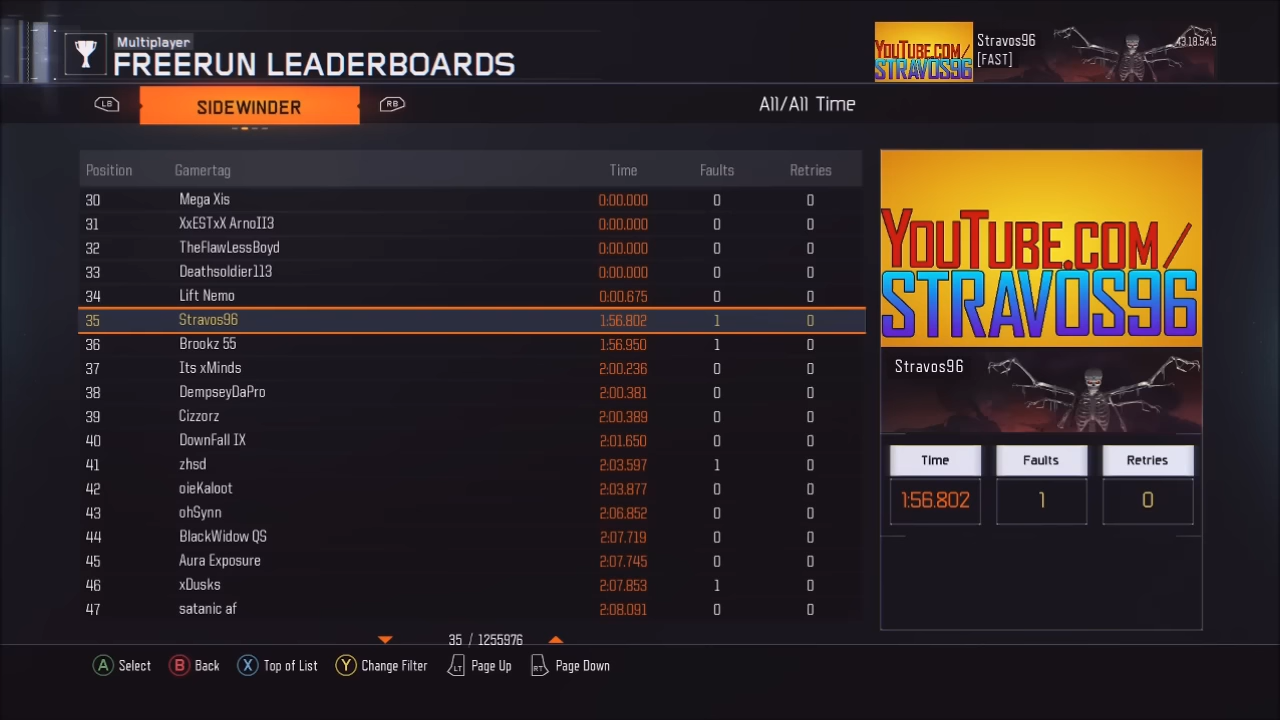 Multiplayer
FREERUN LEADERBOARDS
YOUTUBE.COM/
STRAVOS96
Stravos96
[FAST]
43.18.54.5
LB
SIDEWINDER
RB
All/All Time
Position Gamertag Time Faults Retries
30 Mega Xis 0:00.000 0 0
31 XxESTxX ArnoII3 0:00.000 0 0
32 TheFlawLessBoyd 0:00.000 0 0
33 Deathsoldier113 0:00.000 0 0
34 Lift Nemo 0:00.675 0 0
35 Stravos96 1:56.802 1 0
36 Brookz 55 1:56.950 1 0
37 Its xMinds 2:00.236 0 0
38 DempseyDaPro 2:00.381 0 0
39 Cizzorz 2:00.389 0 0
40 DownFall IX 2:01.650 0 0
41 zhsd 2:03.597 1 0
42 oieKaloot 2:03.877 0 0
43 ohSynn 2:06.852 0 0
44 BlackWidow QS 2:07.719 0 0
45 Aura Exposure 2:07.745 0 0
46 xDusks 2:07.853 1 0
47 satanic af 2:08.091 0 0
35 / 1255976
YOUTUBE.COM/
STRAVOS96
Stravos96
Time Faults Retries
1:56.802 1 0
A Select B Back X Top of List Y Change Filter LT Page Up RT Page Down